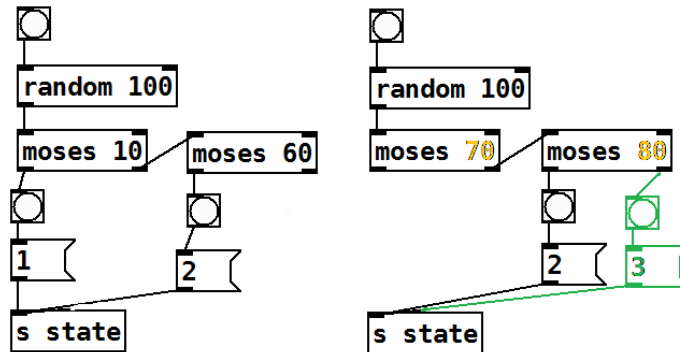 random 100
moses 10
moses 60
1
2
s state
random 100
moses 70
moses 80
2
3
s state